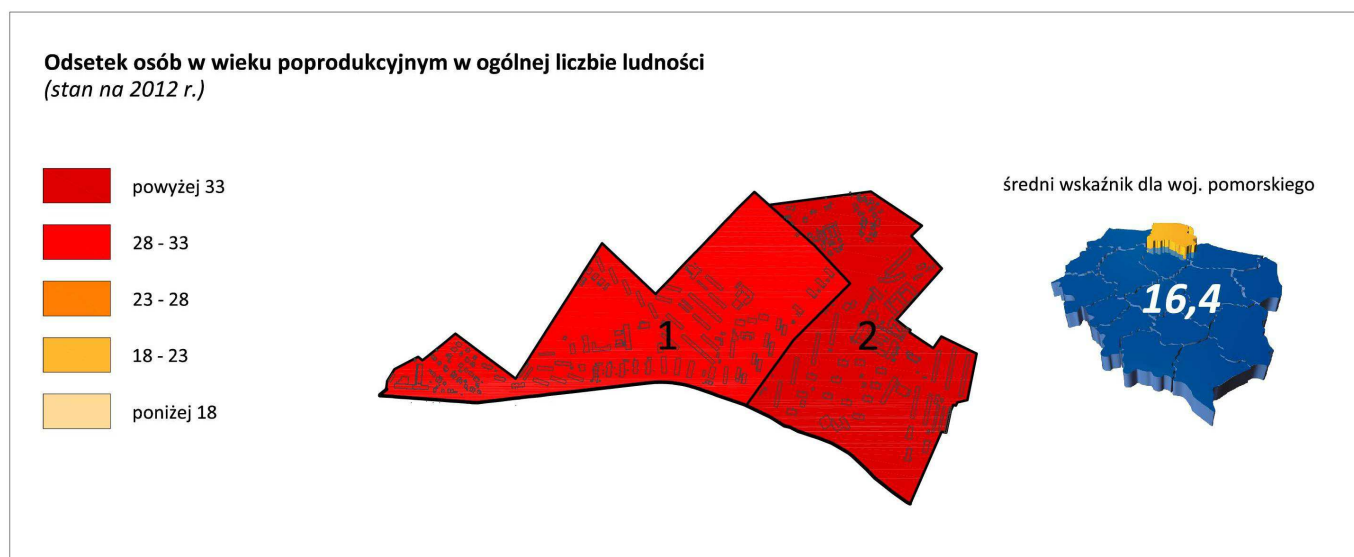 Odsetek osób w wieku poprodukcyjnym w ogólnej liczbie ludności
(stan na 2012 r.)
powyżej 33
28 - 33
23 - 28
18 - 23
poniżej 18
1
2
średni wskaźnik dla woj. pomorskiego
16,4